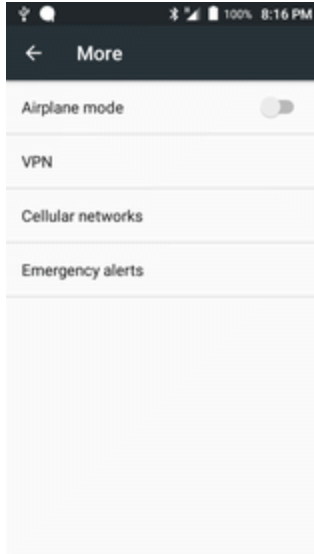 100% 8:16 PM
More
Airplane mode
VPN
Cellular networks
Emergency alerts